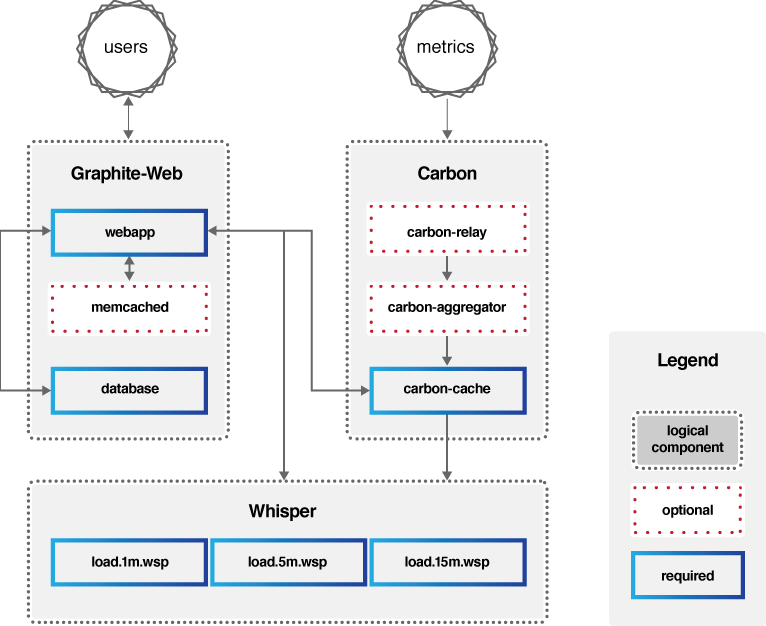 users
metrics
Graphite-Web
webapp
memcached
database
Carbon
carbon-relay
carbon-aggregator
carbon-cache
Whisper
load.1m.wsp
load.5m.wsp
load.15m.wsp
Legend
logical
component
optional
required